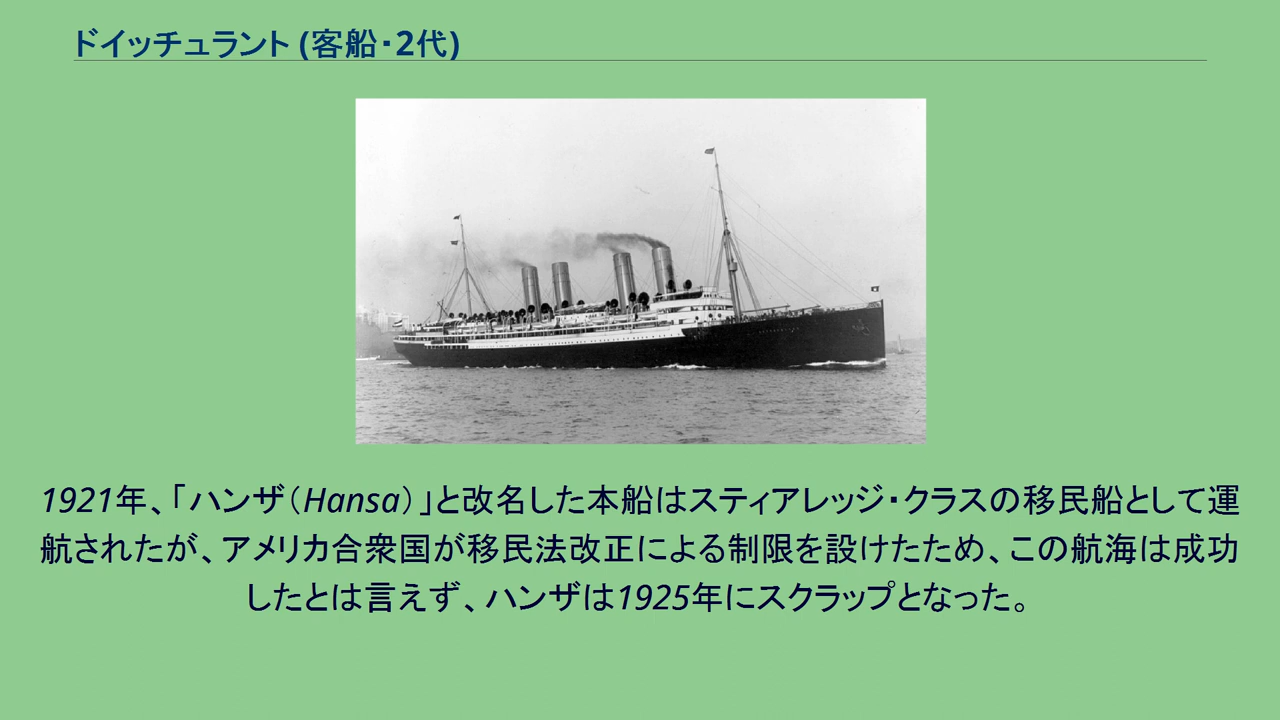 ドイッチュラント (客船・2代)
1921年、「ハンザ（Hansa）」と改名した本船はスティアレッジ・クラスの移民船として運
航されたが、アメリカ合衆国が移民法改正による制限を設けたため、この航海は成功
したとは言えず、ハンザは1925年にスクラップとなった。